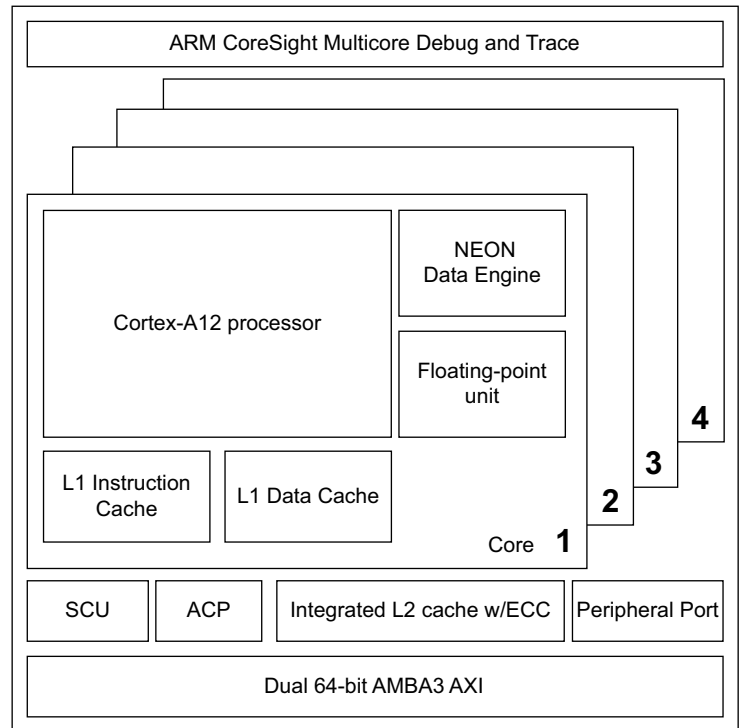 ARM CoreSight Multicore Debug and Trace
Cortex-A12 processor
NEON
Data Engine
Floating-point
unit
L1 Instruction
Cache
L1 Data Cache
Core 1
2
3
4
SCU
ACP
Integrated L2 cache w/ECC
Peripheral Port
Dual 64-bit AMBA3 AXI